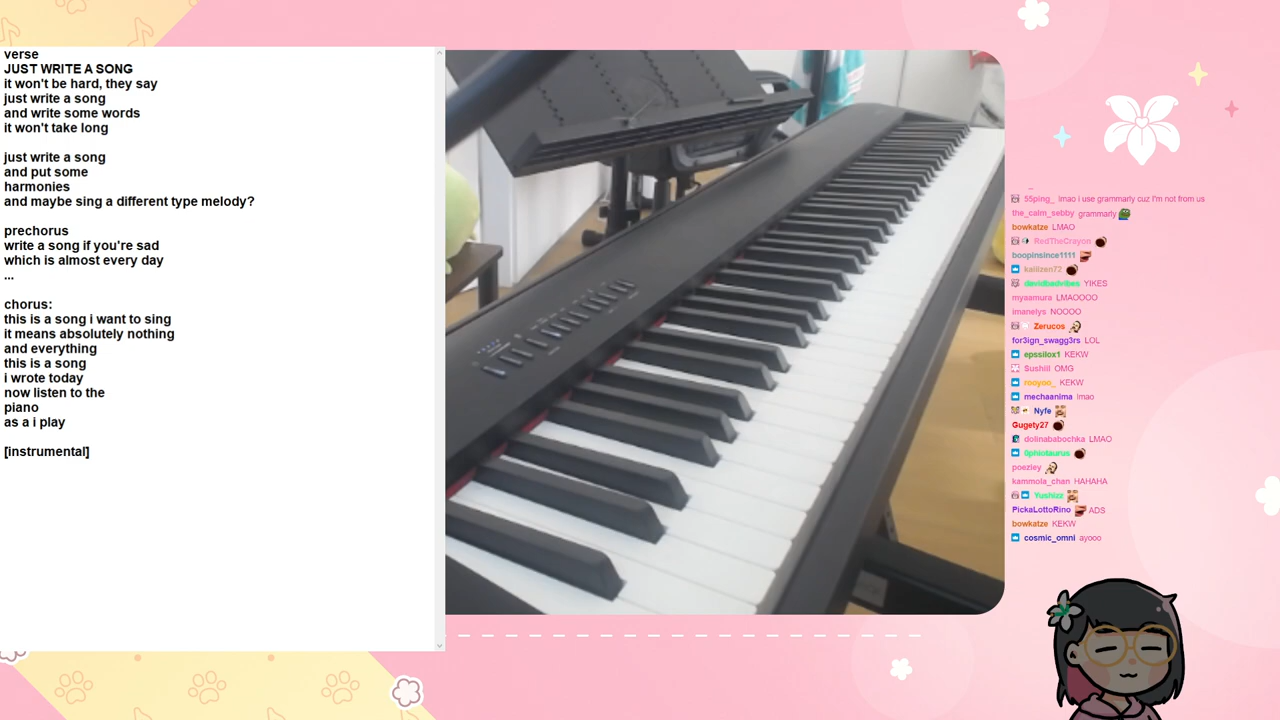 verse
JUST WRITE A SONG
it won't be hard, they say
just write a song
and write some words
it won't take long
just write a song
and put some
harmonies
and maybe sing a different type melody?
prechorus
write a song if you're sad
which is almost every day
...
chorus:
this is a song i want to sing
it means absolutely nothing
and everything
this is a song
i wrote today
now listen to the
piano
as a i play
[instrumental]
55ping_ lmao i use grammarly cuz I'm not from us
the_calm_sebby grammarly
bowkatze LMAO
RedTheCrayon
boopinsince1111
kaiilzen72
davidbadvibes YIKES
myaamura LMAOOOO
imanelys NOOOO
Zerucos
for3ign_swagg3rs LOL
epssilox1 KEKW
Sushiil OMG
rooyoo_ KEKW
mechaanima lmao
Nyfe
Gugety27
dolinababochka LMAO
0phiotaurus
poezley
kammola_chan HAHAHA
Yushizz
PickaLottoRino ADS
bowkatze KEKW
cosmic_omni ayooo